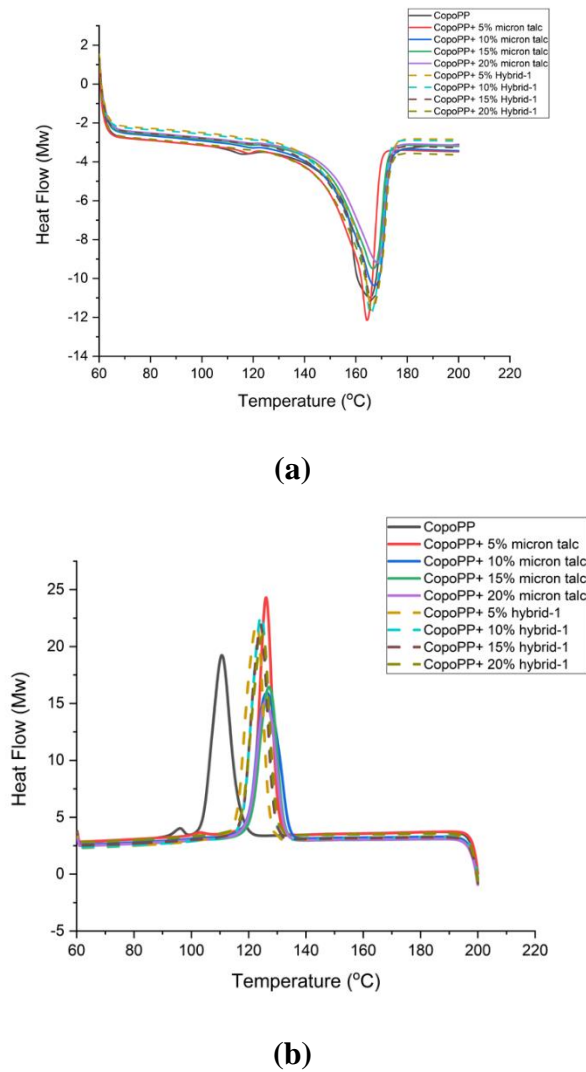 CopoPP
CopoPP+ 5% micron talc
CopoPP+ 10% micron talc
CopoPP+ 15% micron talc
CopoPP+ 20% micron talc
CopoPP+ 5% Hybrid-1
CopoPP+ 10% Hybrid-1
CopoPP+ 15% Hybrid-1
CopoPP+ 20% Hybrid-1
2
0
-2
-4
-6
-8
-10
-12
-14
Heat Flow (Mw)
60 80 100 120 140 160 180 200 220
Temperature (°C)
(a)
CopoPP
CopoPP+ 5% micron talc
CopoPP+ 10% micron talc
CopoPP+ 15% micron talc
CopoPP+ 20% micron talc
CopoPP+ 5% hybrid-1
CopoPP+ 10% hybrid-1
CopoPP+ 15% hybrid-1
CopoPP+ 20% hybrid-1
25
20
15
10
5
0
-5
Heat Flow (Mw)
60 80 100 120 140 160 180 200 220
Temperature (°C)
(b)